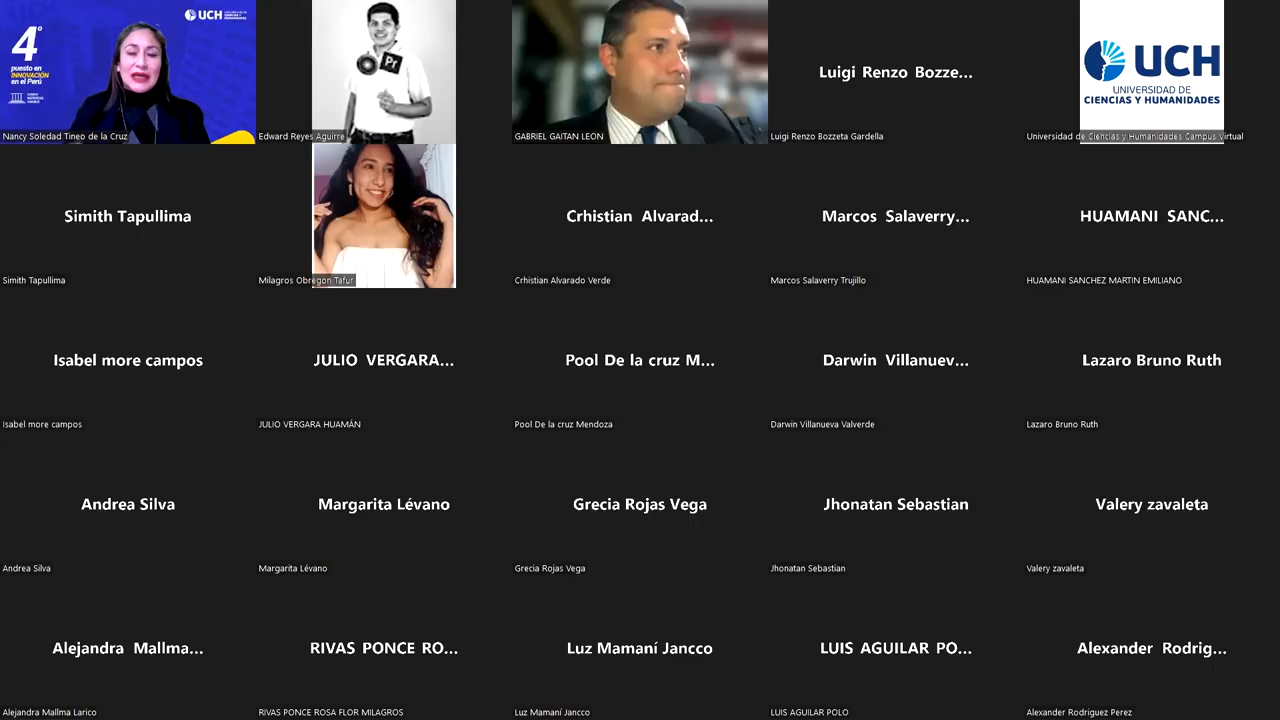 4°
puesto en
INNOVACIÓN
en el Perú
UCH
Nancy Soledad Tineo de la Cruz
Pr
Edward Reyes Aguirre
GABRIEL GAITAN LEON
Luigi Renzo Bozze...
Luigi Renzo Bozzeta Gardella
UCH
UNIVERSIDAD DE
CIENCIAS Y HUMANIDADES
Universidad de Ciencias y Humanidades Campus Virtual
Simith Tapullima
Simith Tapullima
Milagros Obregon Tafur
Crhistian Alvarad...
Crhistian Alvarado Verde
Marcos Salaverry...
Marcos Salaverry Trujillo
HUAMANI SANC...
HUAMANI SANCHEZ MARTIN EMILIANO
Isabel more campos
Isabel more campos
JULIO VERGARA...
JULIO VERGARA HUAMÁN
Pool De la cruz M...
Pool De la cruz Mendoza
Darwin Villanuev...
Darwin Villanueva Valverde
Lazaro Bruno Ruth
Lazaro Bruno Ruth
Andrea Silva
Andrea Silva
Margarita Lévano
Margarita Lévano
Grecia Rojas Vega
Grecia Rojas Vega
Jhonatan Sebastian
Jhonatan Sebastian
Valery zavaleta
Valery zavaleta
Alejandra Mallma...
Alejandra Mallma Larico
RIVAS PONCE RO...
RIVAS PONCE ROSA FLOR MILAGROS
Luz Mamaní Jancco
Luz Mamaní Jancco
LUIS AGUILAR PO...
LUIS AGUILAR POLO
Alexander Rodrig...
Alexander Rodriguez Perez